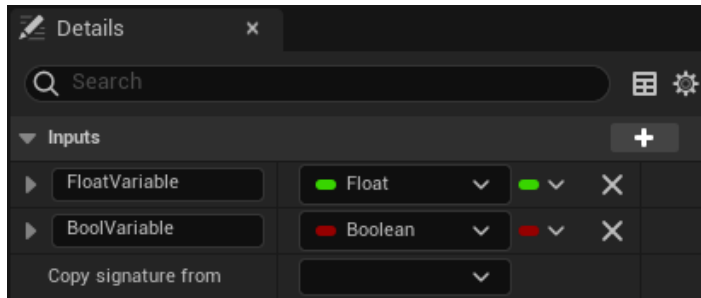 Details
Search
Inputs
FloatVariable Float
BoolVariable Boolean
Copy signature from